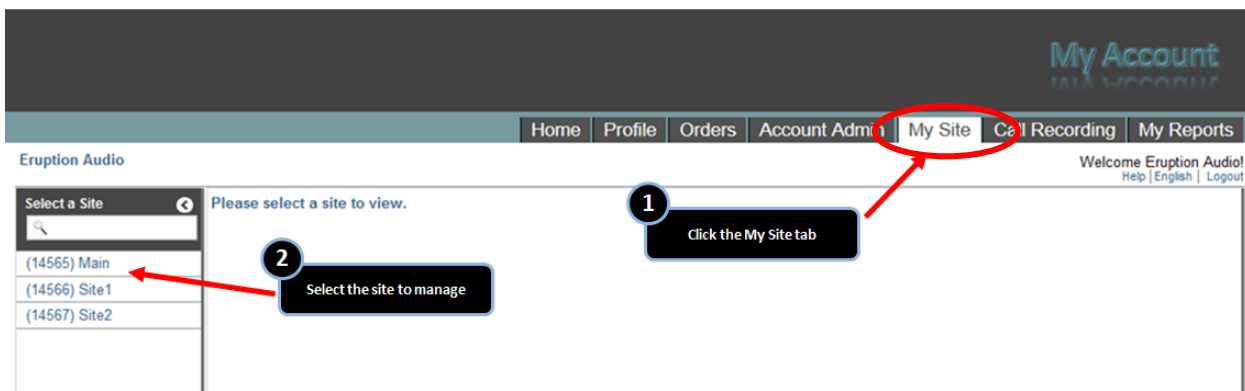 My Account
Home Profile Orders Account Admin My Site Call Recording My Reports
Eruption Audio
Welcome Eruption Audio!
Help | English | Logout
Select a Site
Please select a site to view.
1
Click the My Site tab
(14565) Main
2
Select the site to manage
(14566) Site1
(14567) Site2